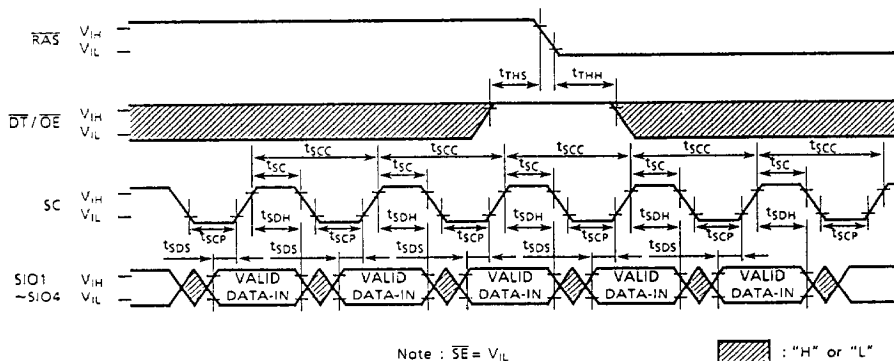 RAS VIH
VIL
tTHS tTHH
DT / OE VIH
VIL
tSCC tSCC tSCC tSCC tSCC
tSC tSC tSC tSC tSC
SC VIH
VIL
tSDH tSDH tSDH tSDH tSDH
tSCP tSCP tSCP tSCP tSCP
tSDS tSDS tSDS tSDS tSDS
SIO1 ~SIO4 VIH
VIL
VALID DATA-IN
VALID DATA-IN
VALID DATA-IN
VALID DATA-IN
VALID DATA-IN
Note : SE = VIL
: "H" or "L"